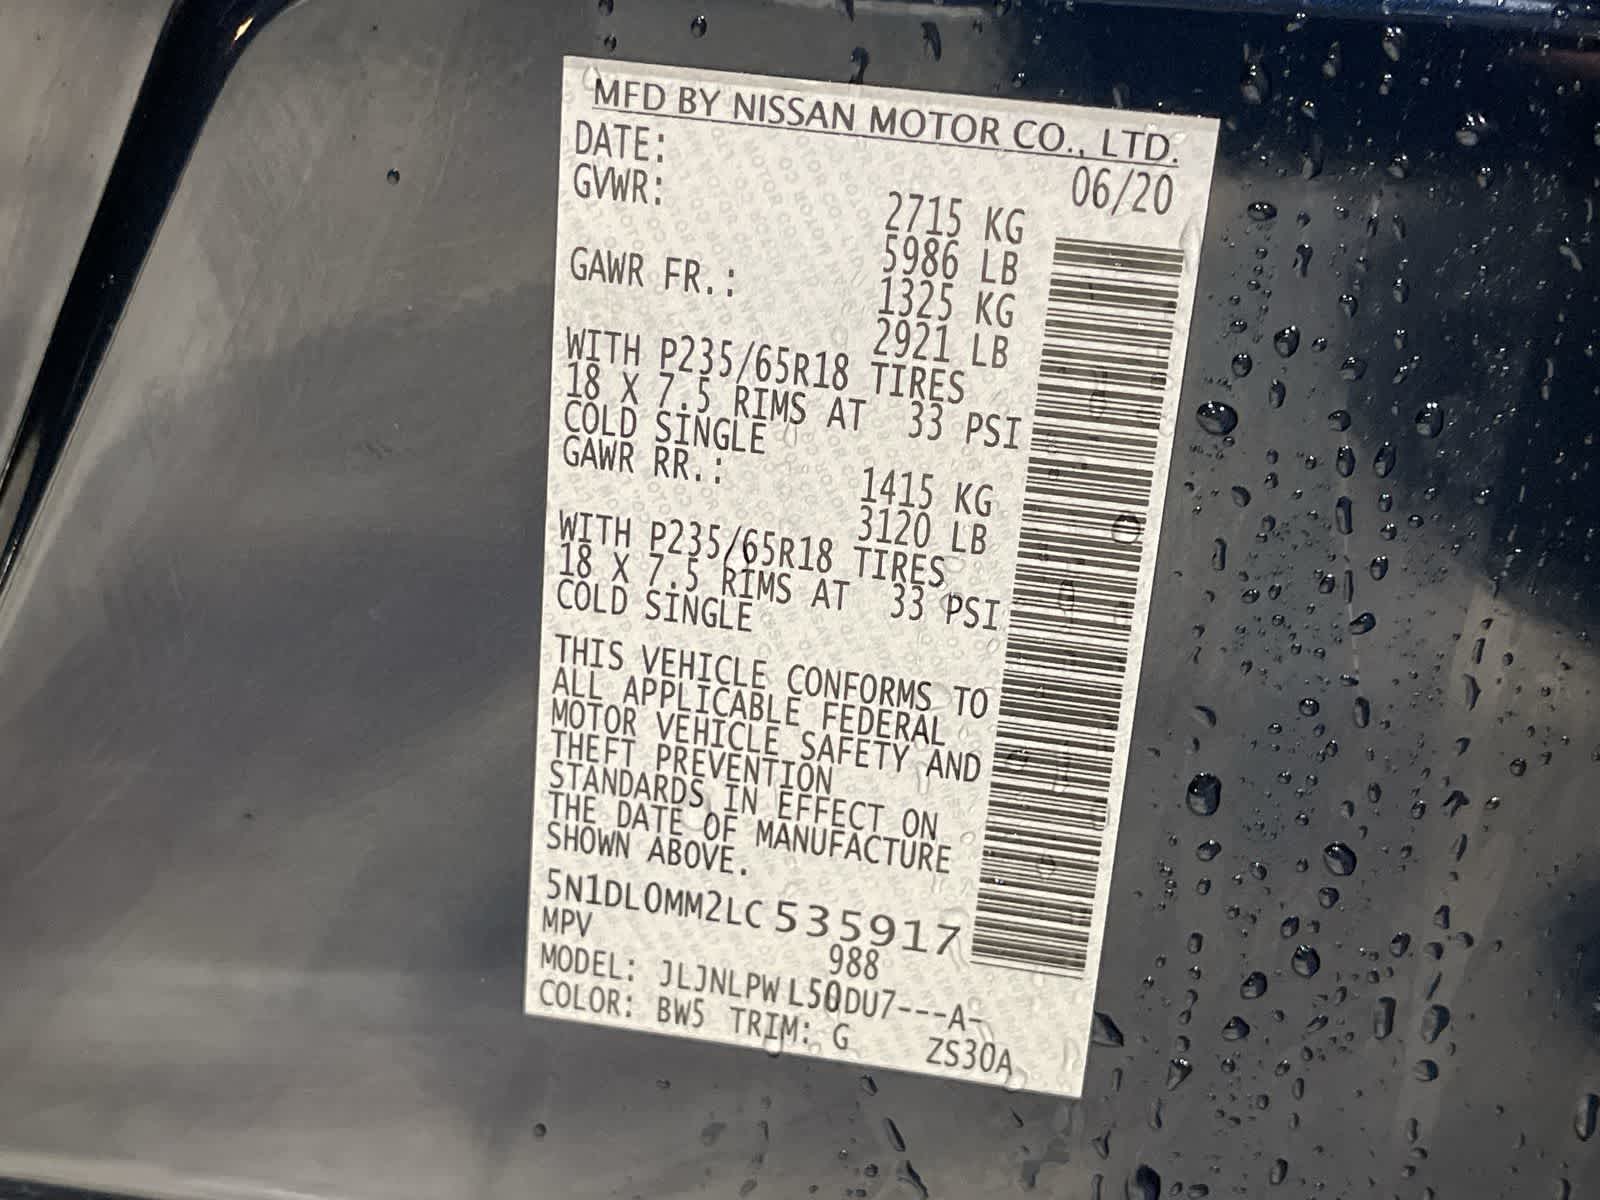 MFD BY NISSAN MOTOR CO., LTD.
DATE: 06/20
GVWR: 2715 KG
5986 LB
GAWR FR.: 1325 KG
2921 LB
WITH P235/65R18 TIRES
18 X 7.5 RIMS AT 33 PSI
COLD SINGLE
GAWR RR.: 1415 KG
3120 LB
WITH P235/65R18 TIRES
18 X 7.5 RIMS AT 33 PSI
COLD SINGLE
THIS VEHICLE CONFORMS TO
ALL APPLICABLE FEDERAL
MOTOR VEHICLE SAFETY AND
THEFT PREVENTION
STANDARDS IN EFFECT ON
THE DATE OF MANUFACTURE
SHOWN ABOVE.
5N1DL0MM2LC535917
MPV 988
MODEL: JLJNLPWL50DU7---A-
COLOR: BW5 TRIM: G ZS30A